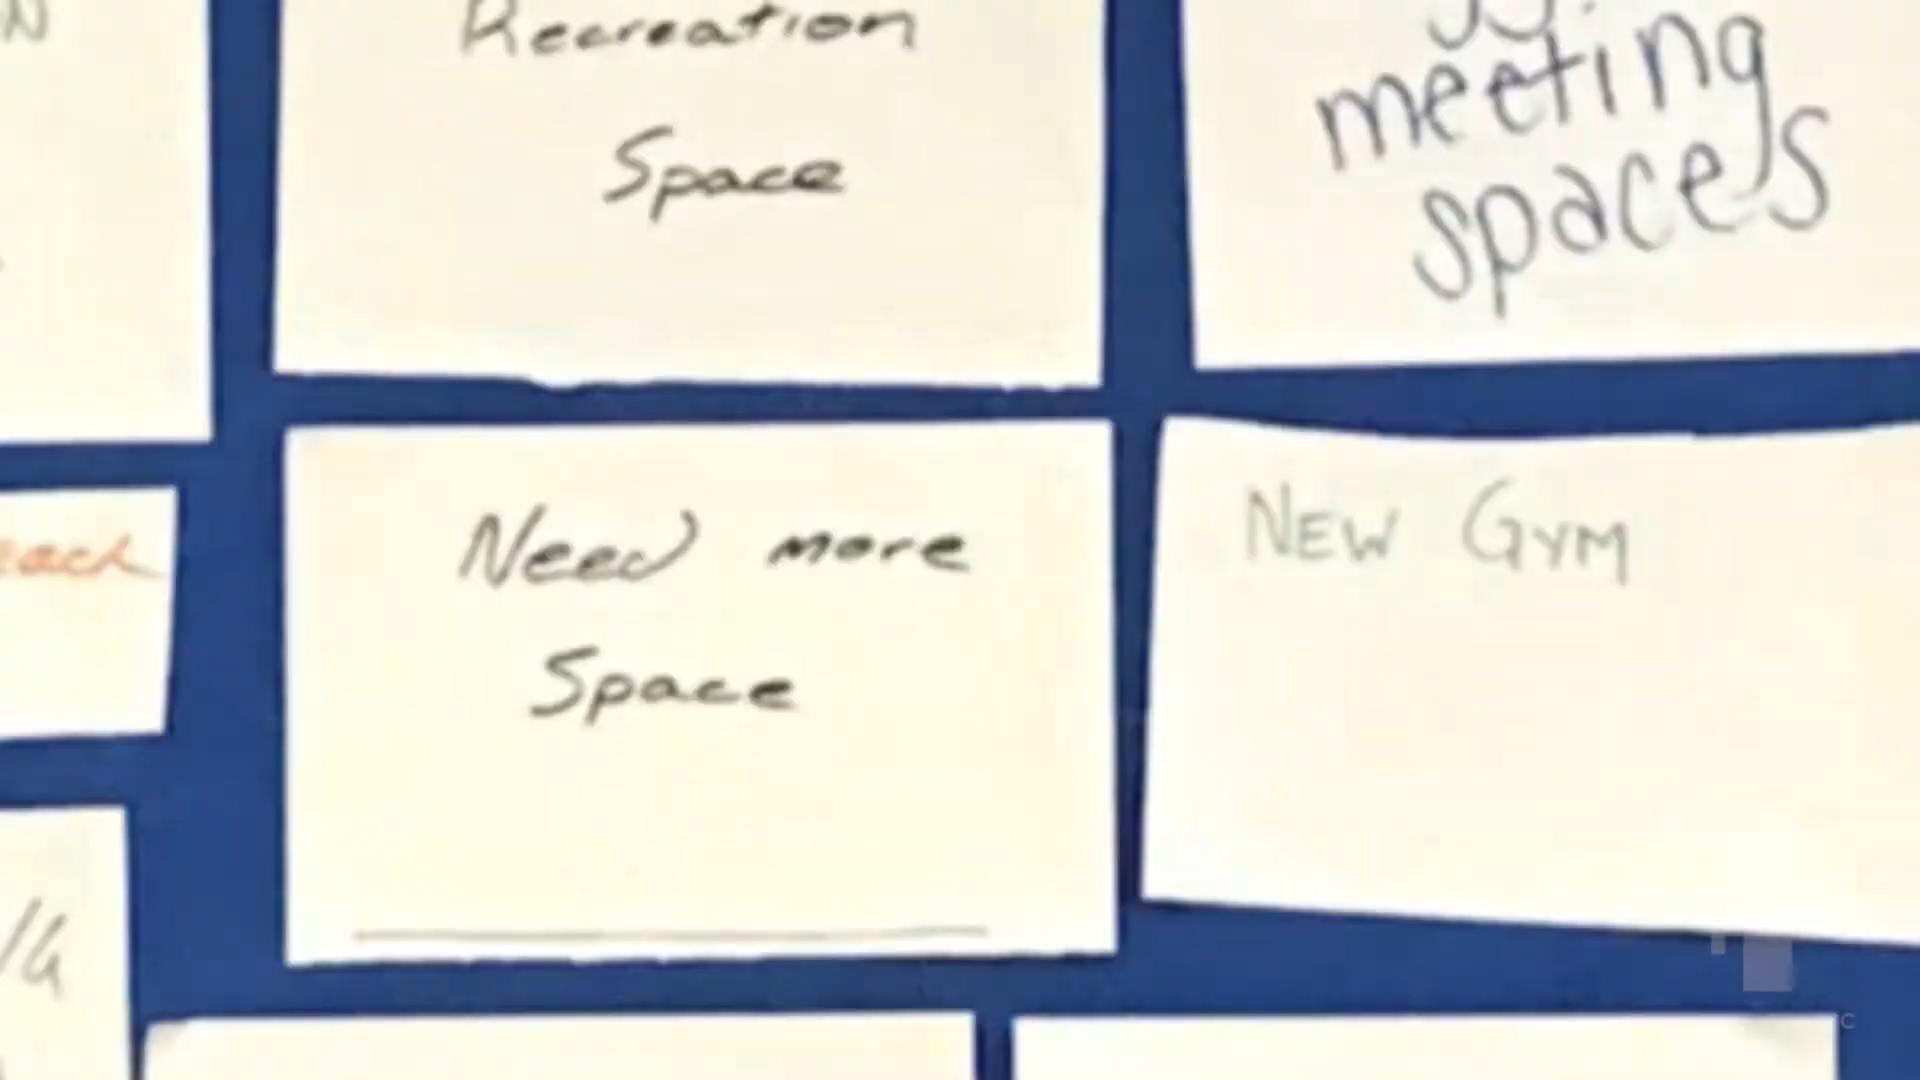 N
Recreation
Space
meeting
spaces
Need more
Space
NEW GYM